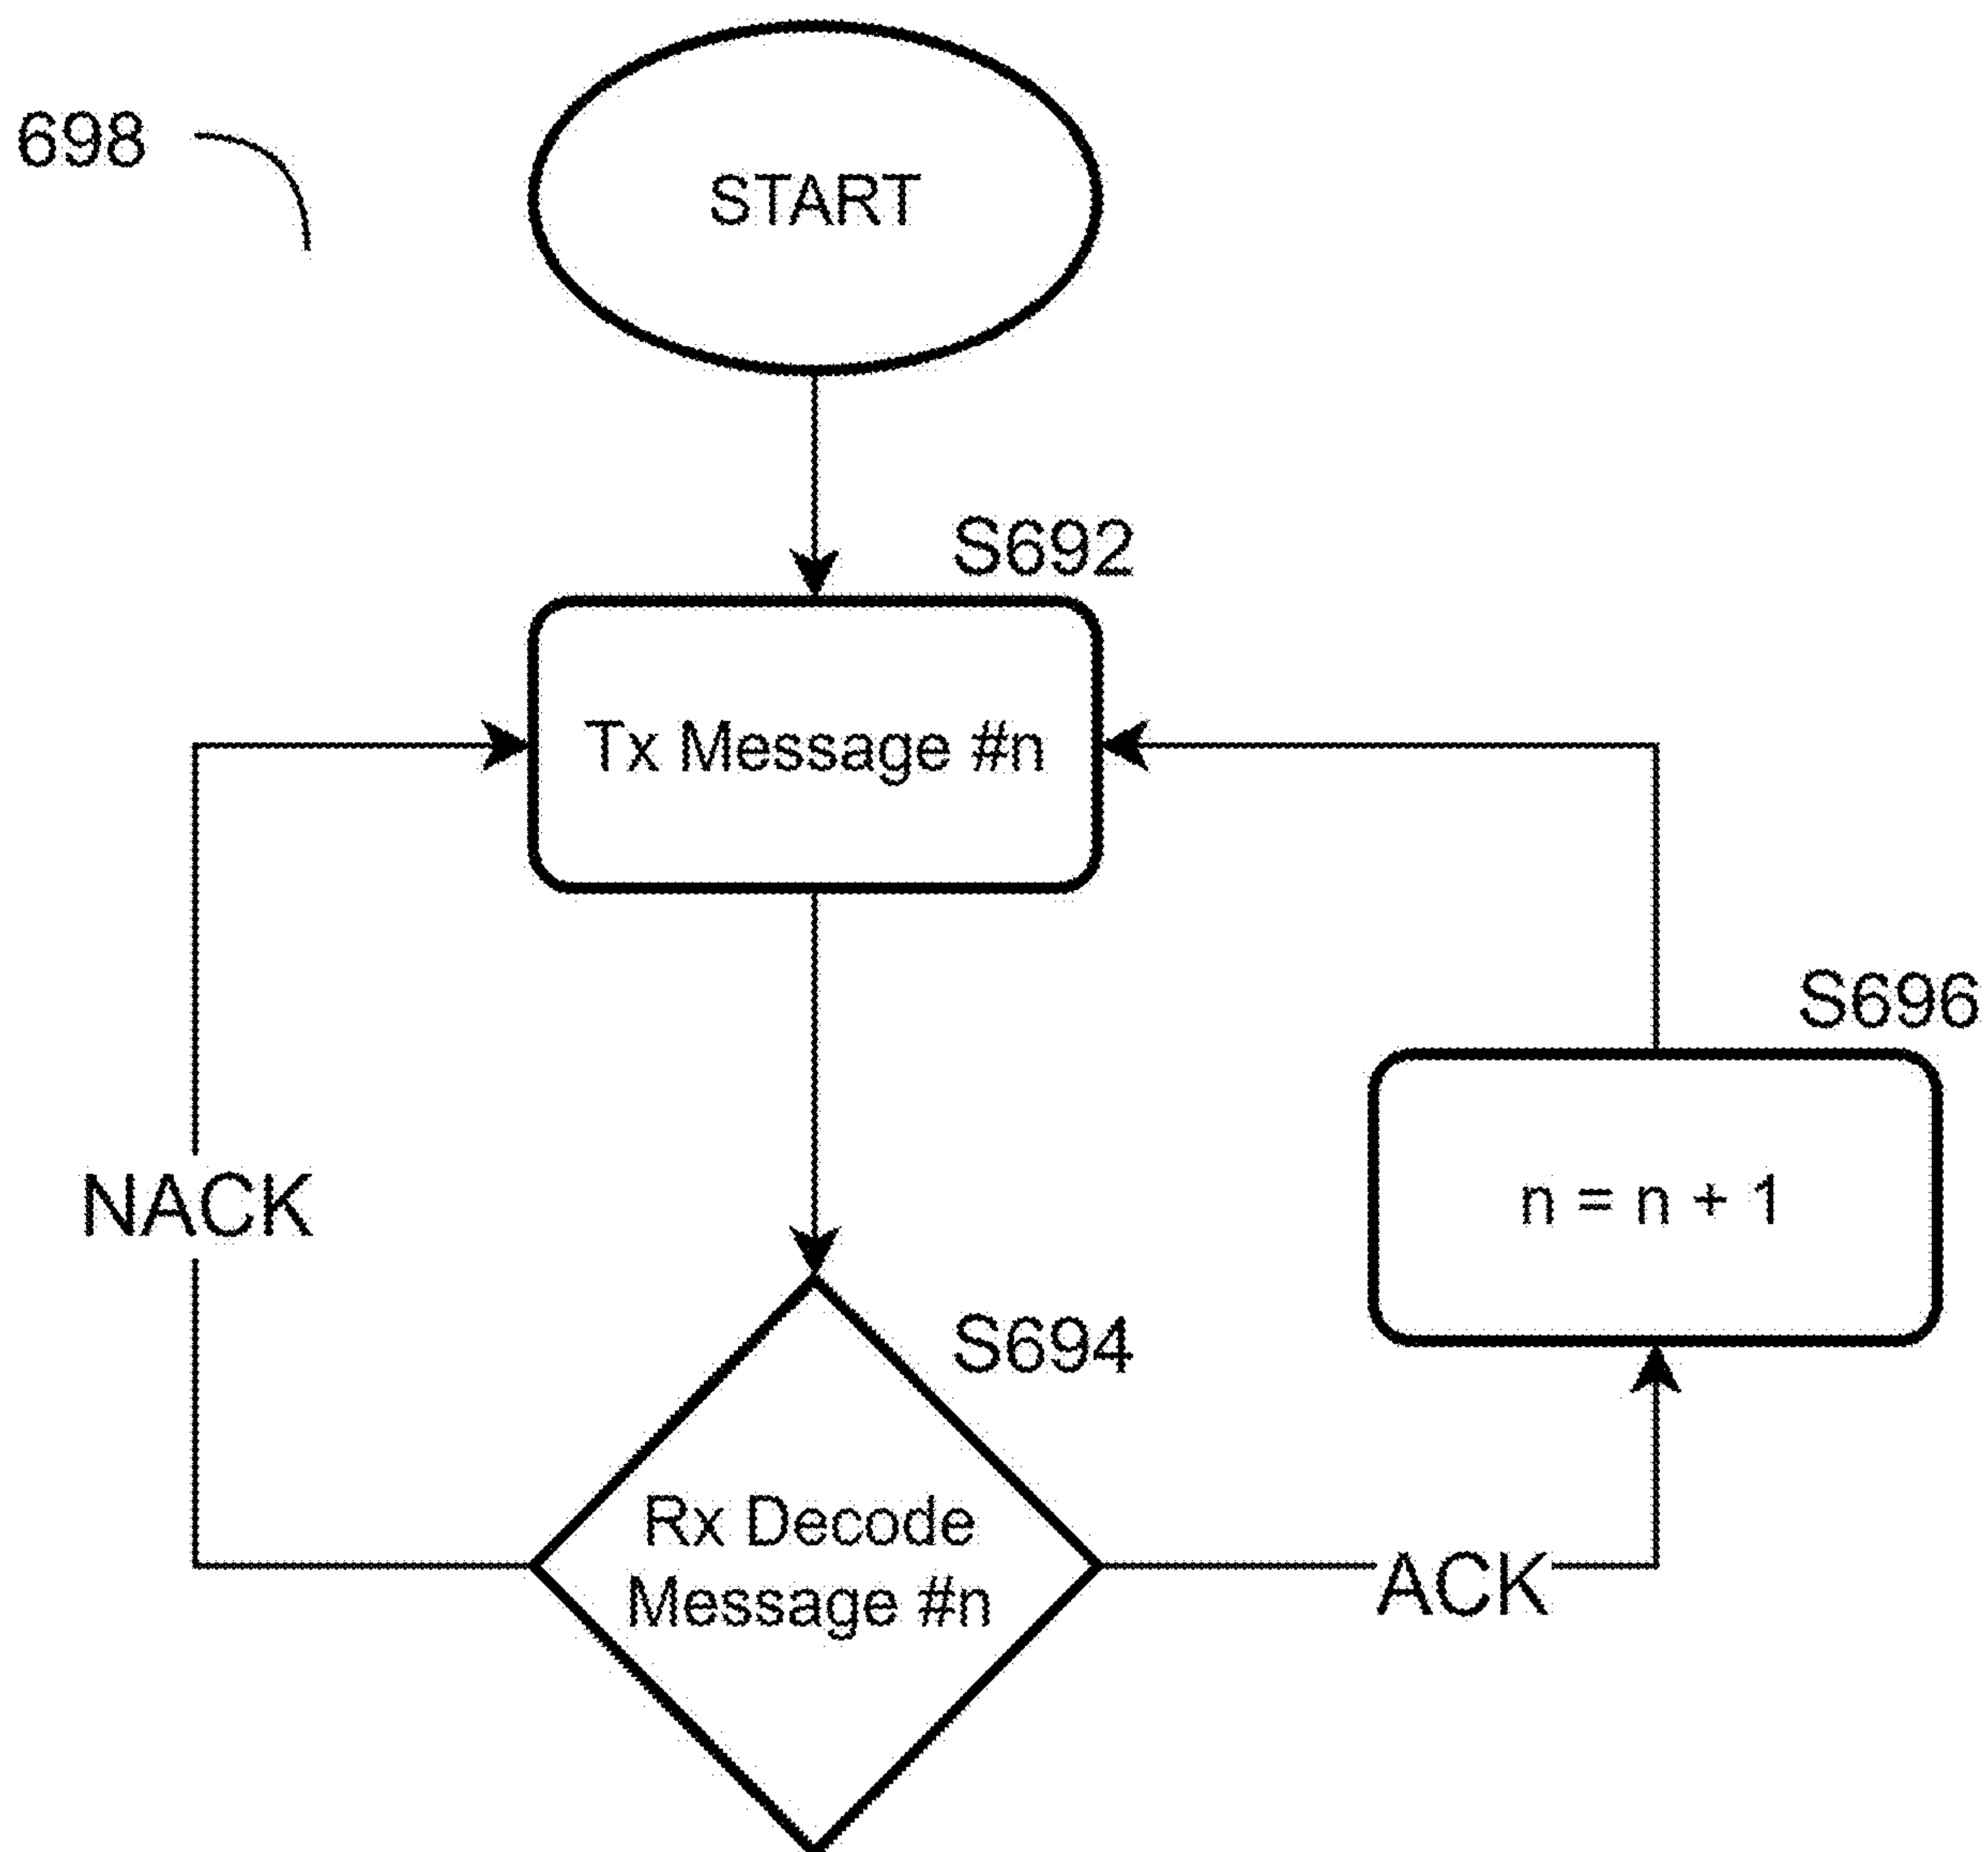 698
START
S692
Tx Message #n
S696
NACK
n = n + 1
S694
Rx Decode
Message #n
ACK